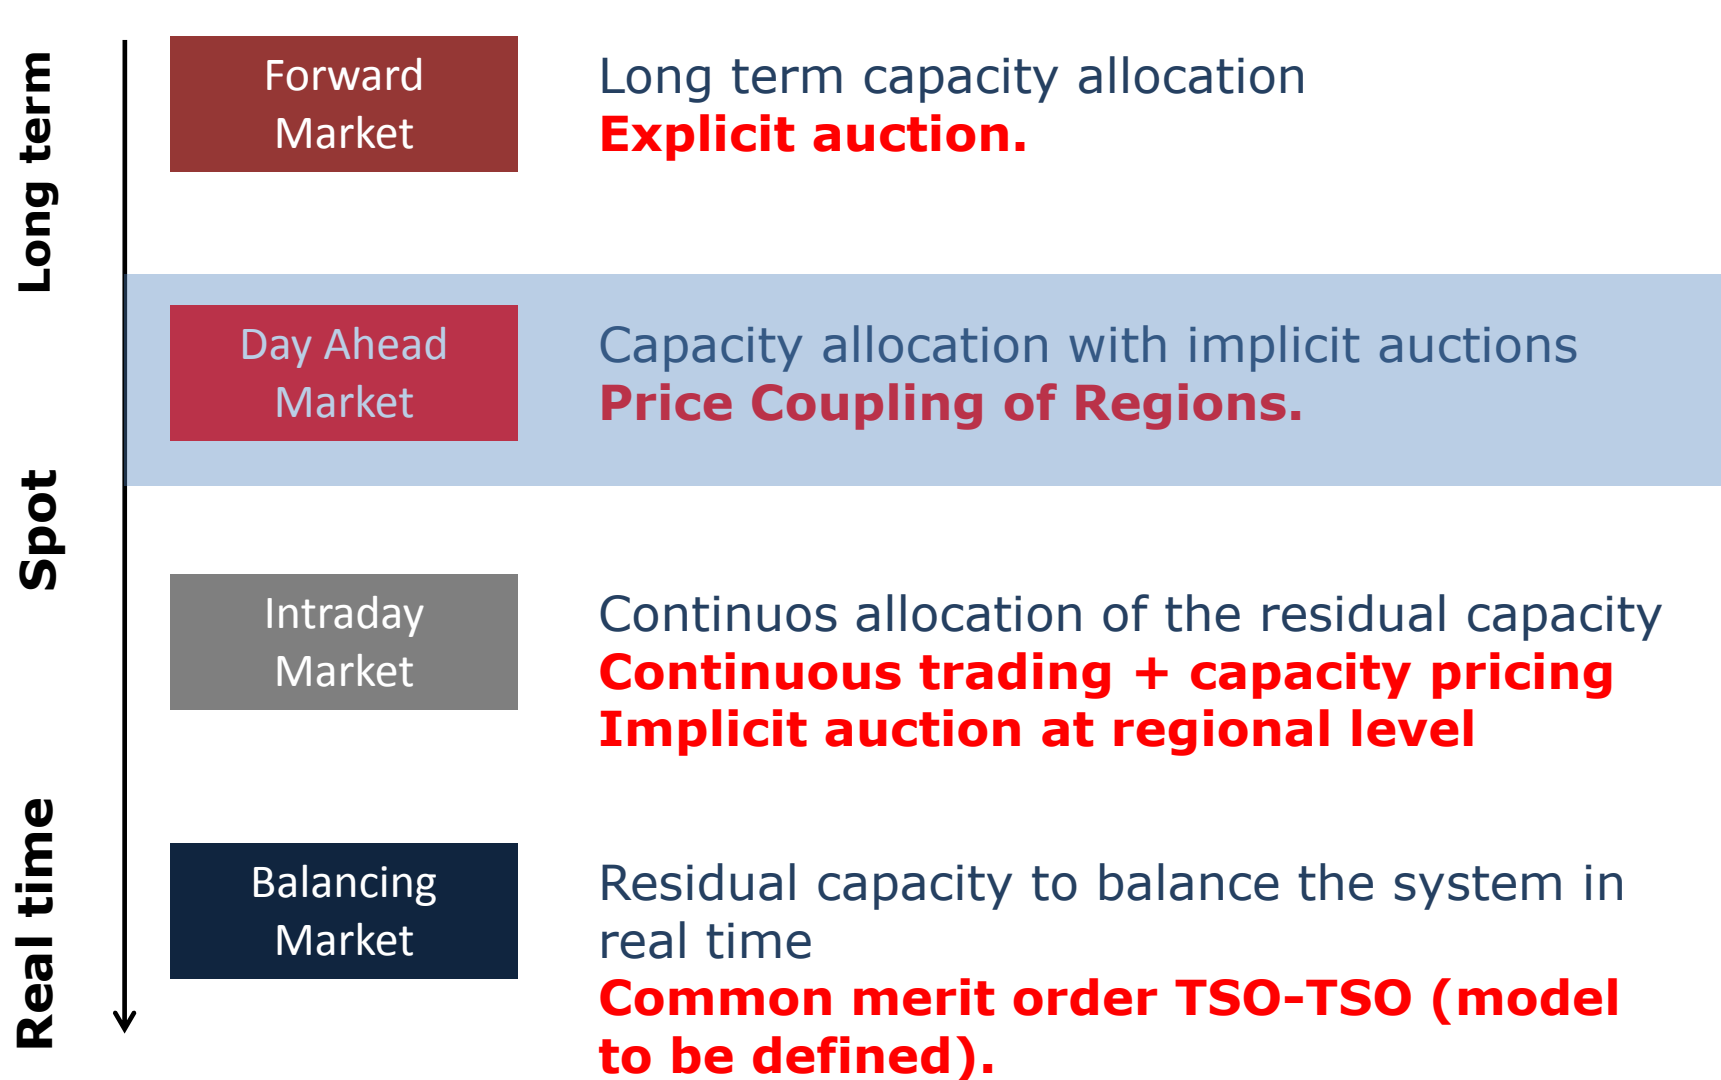 Long term
Forward
Market
Long term capacity allocation
Explicit auction.
Day Ahead
Market
Capacity allocation with implicit auctions
Price Coupling of Regions.
Spot
Intraday
Market
Continuos allocation of the residual capacity
Continuous trading + capacity pricing
Implicit auction at regional level
Real time
Balancing
Market
Residual capacity to balance the system in
real time
Common merit order TSO-TSO (model
to be defined).